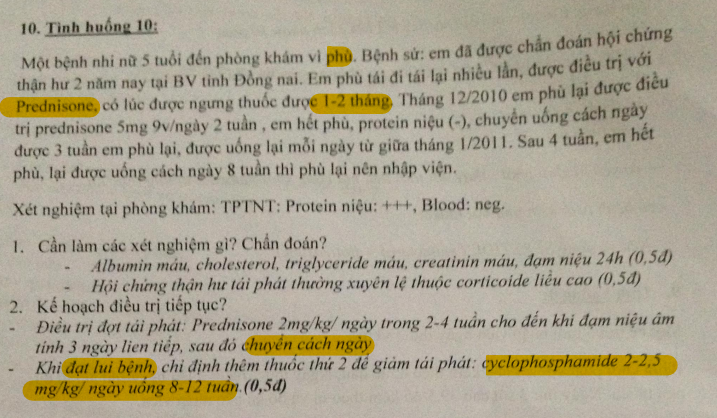 10. Tình huống 10:
Một bệnh nhi nữ 5 tuổi đến phòng khám vì phù. Bệnh sử: em đã được chẩn đoán hội chứng
thận hư 2 năm nay tại BV tỉnh Đồng nai. Em phù tái đi tái lại nhiều lần, được điều trị với
Prednisone, có lúc được ngưng thuốc được 1-2 tháng. Tháng 12/2010 em phù lại được điều
trị prednisone 5mg 9v/ngày 2 tuần , em hết phù, protein niệu (-), chuyển uống cách ngày
được 3 tuần em phù lại, được uống lại mỗi ngày từ giữa tháng 1/2011. Sau 4 tuần, em hết
phù, lại được uống cách ngày 8 tuần thì phù lại nên nhập viện.
Xét nghiệm tại phòng khám: TPTNT: Protein niệu: +++, Blood: neg.
1. Cần làm các xét nghiệm gì? Chẩn đoán?
- Albumin máu, cholesterol, triglyceride máu, creatinin máu, đạm niệu 24h (0,5đ)
- Hội chứng thận hư tái phát thường xuyên lệ thuộc corticoide liều cao (0,5đ)
2. Kế hoạch điều trị tiếp tục?
- Điều trị đợt tái phát: Prednisone 2mg/kg/ ngày trong 2-4 tuần cho đến khi đạm niệu âm
tính 3 ngày lien tiếp, sau đó chuyển cách ngày
- Khi đạt lui bệnh, chỉ định thêm thuốc thứ 2 để giảm tái phát: cyclophosphamide 2-2,5
mg/kg/ ngày uống 8-12 tuần.(0,5đ)